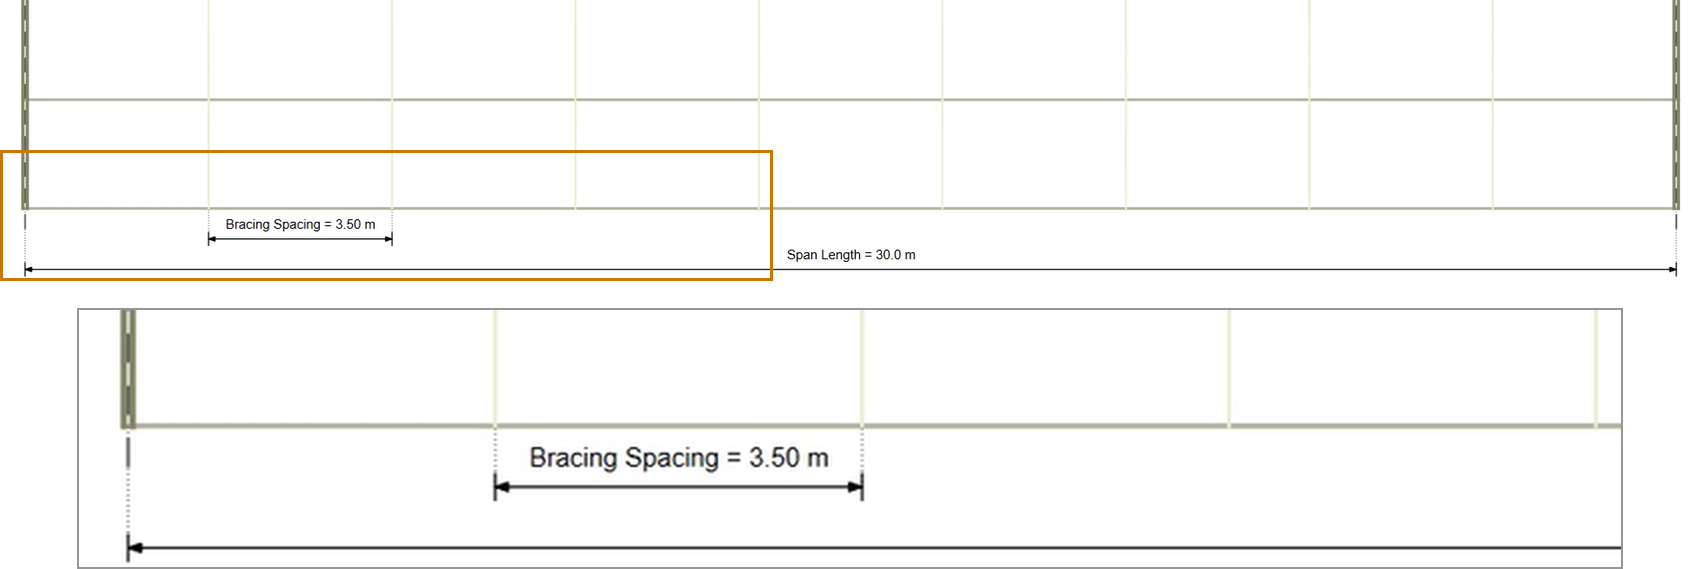 Bracing Spacing = 3.50 m
Span Length = 30.0 m
Bracing Spacing = 3.50 m